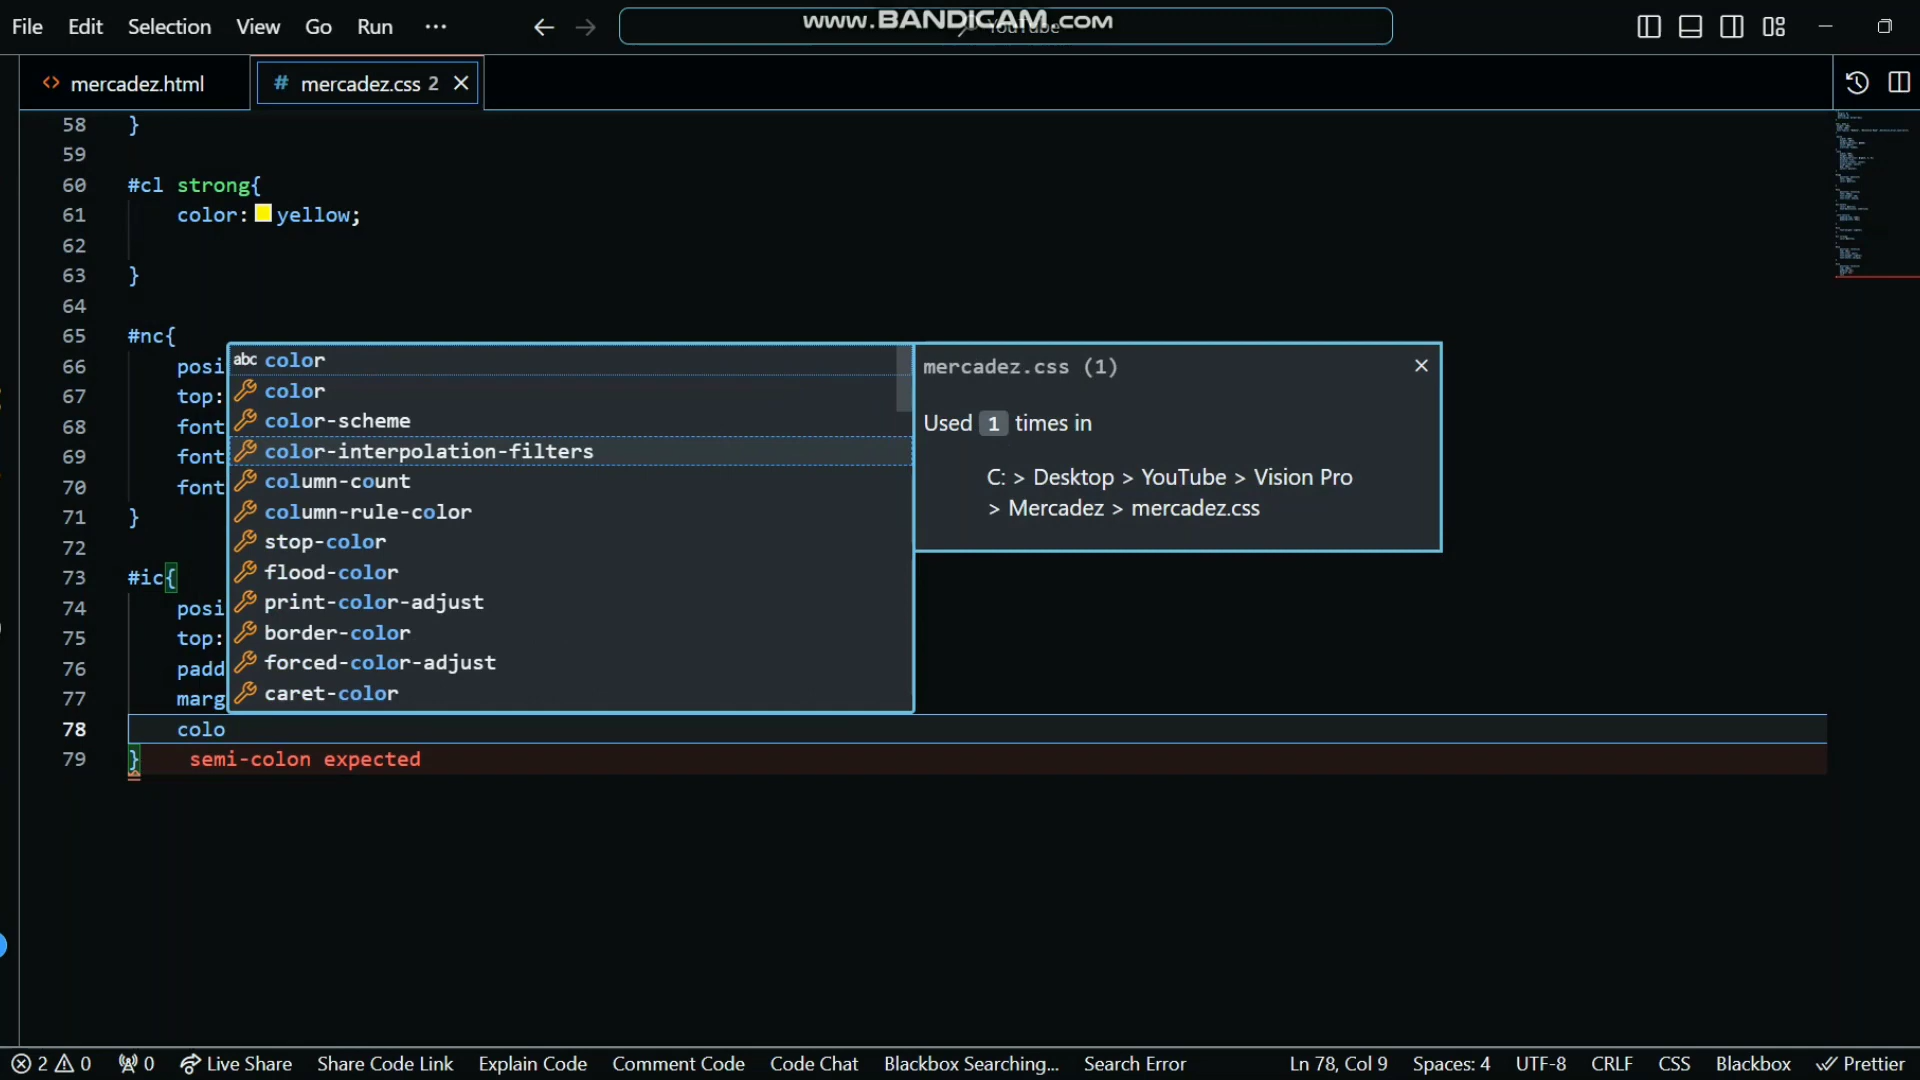 File Edit Selection View Go Run ··· www.BANDICAM.com YouTube
mercadez.html mercadez.css 2
58 }
59
60 #cl strong{
61 color: yellow;
62
63 }
64
65 #nc{
66 posi
67 top:
68 font
69 font
70 font
71 }
72
73 #ic{
74 posi
75 top:
76 padd
77 marg
78 colo
79 } semi-colon expected
abc color
color
color-scheme
color-interpolation-filters
column-count
column-rule-color
stop-color
flood-color
print-color-adjust
border-color
forced-color-adjust
caret-color
mercadez.css (1)
Used 1 times in
C: > Desktop > YouTube > Vision Pro
> Mercadez > mercadez.css
2 0 0 Live Share Share Code Link Explain Code Comment Code Code Chat Blackbox Searching... Search Error Ln 78, Col 9 Spaces: 4 UTF-8 CRLF CSS Blackbox Prettier